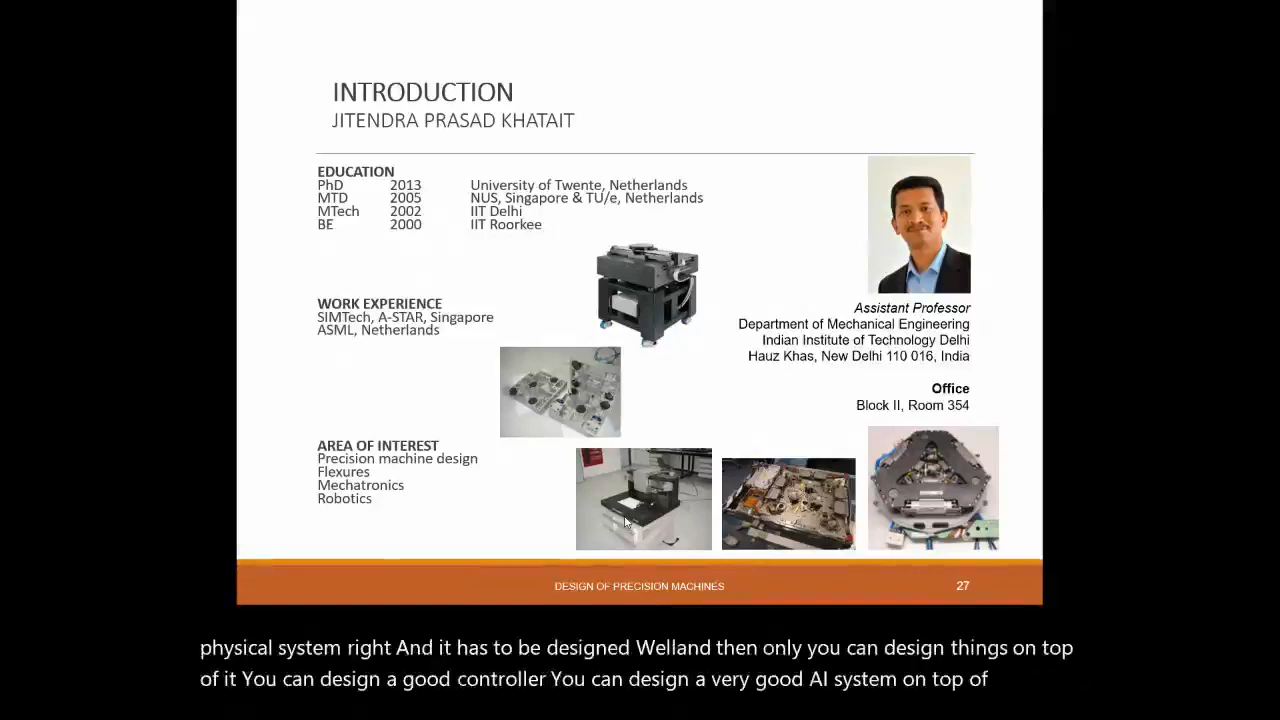 INTRODUCTION
JITENDRA PRASAD KHATAIT
EDUCATION
PhD 2013 University of Twente, Netherlands
MTD 2005 NUS, Singapore & TU/e, Netherlands
MTech 2002 IIT Delhi
BE 2000 IIT Roorkee
WORK EXPERIENCE
SIMTech, A-STAR, Singapore
ASML, Netherlands
AREA OF INTEREST
Precision machine design
Flexures
Mechatronics
Robotics
Assistant Professor
Department of Mechanical Engineering
Indian Institute of Technology Delhi
Hauz Khas, New Delhi 110 016, India
Office
Block II, Room 354
DESIGN OF PRECISION MACHINES 27
physical system right And it has to be designed Welland then only you can design things on top
of it You can design a good controller You can design a very good AI system on top of